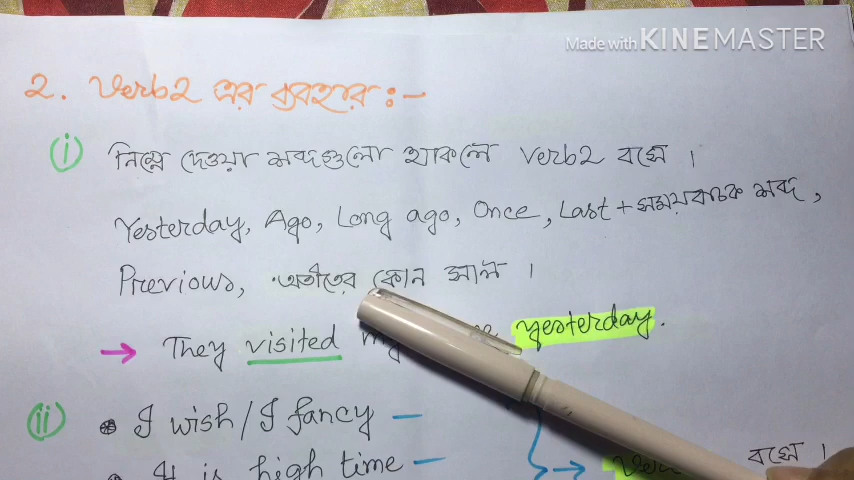 Made with KINEMASTER
2. Verb2 এর ব্যবহার :-
(i) নিম্নে দেওয়া শব্দগুলো থাকলে verb2 বসে ।
Yesterday, Ago, Long ago, Once, Last + সময়বাচক শব্দ,
Previous, অতীতের কোন সাল ।
→ They visited my yesterday.
(ii) • I wish / I fancy —
• It is high time — → বসে ।